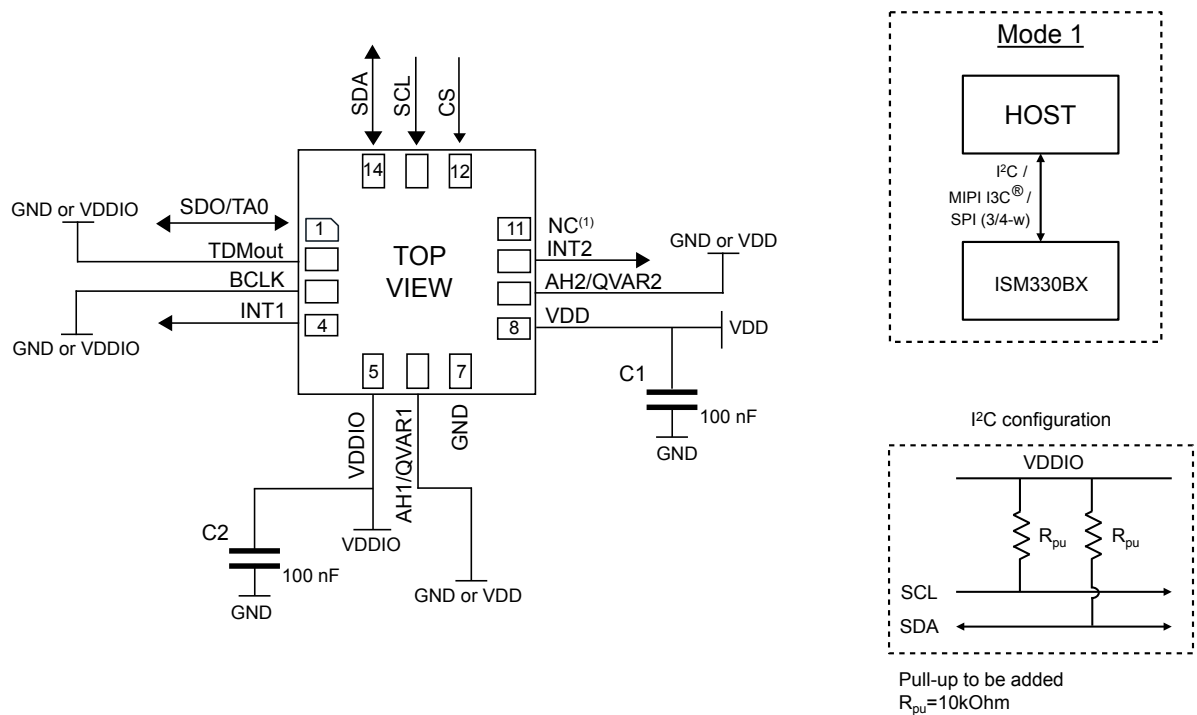 SDA
SCL
CS
14
12
GND or VDDIO
SDO/TA0
1
TDMout
BCLK
INT1
4
GND or VDDIO
TOP
VIEW
11
NC(1)
INT2
GND or VDD
AH2/QVAR2
8
VDD
VDD
C1
100 nF
GND
5
7
VDDIO
AH1/QVAR1
GND
C2
100 nF
GND
VDDIO
GND or VDD
Mode 1
HOST
I²C /
MIPI I3C® /
SPI (3/4-w)
ISM330BX
I²C configuration
VDDIO
Rpu
Rpu
SCL
SDA
Pull-up to be added
Rpu=10kOhm